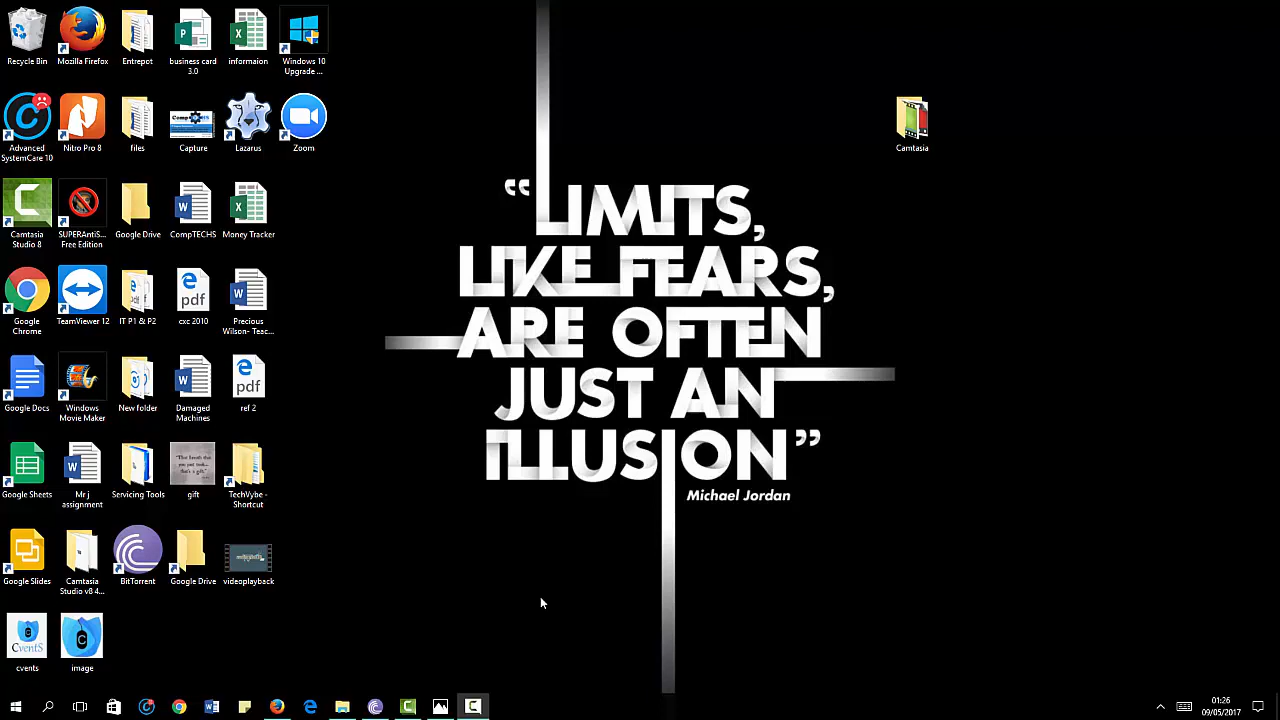 Recycle Bin
Mozilla Firefox
Entrepot
business card
3.0
informaion
Windows 10
Upgrade ...
Advanced
SystemCare 10
Nitro Pro 8
files
Capture
Lazarus
Zoom
Camtasia
Camtasia
Studio 8
SUPERAntiS...
Free Edition
Google Drive
CompTECHS
Money Tracker
Google
Chrome
TeamViewer 12
IT P1 & P2
cxc 2010
Precious
Wilson- Teac...
Google Docs
Windows
Movie Maker
New folder
Damaged
Machines
ref 2
Google Sheets
Mr j
assignment
Servicing Tools
gift
TechVybe -
Shortcut
Google Slides
Camtasia
Studio v8 4...
BitTorrent
Google Drive
videoplayback
cvents
image
“LIMITS,
LIKE FEARS,
ARE OFTEN
JUST AN
ILLUSION”
Michael Jordan
pdf
pdf
CventS
01:26
09/05/2017